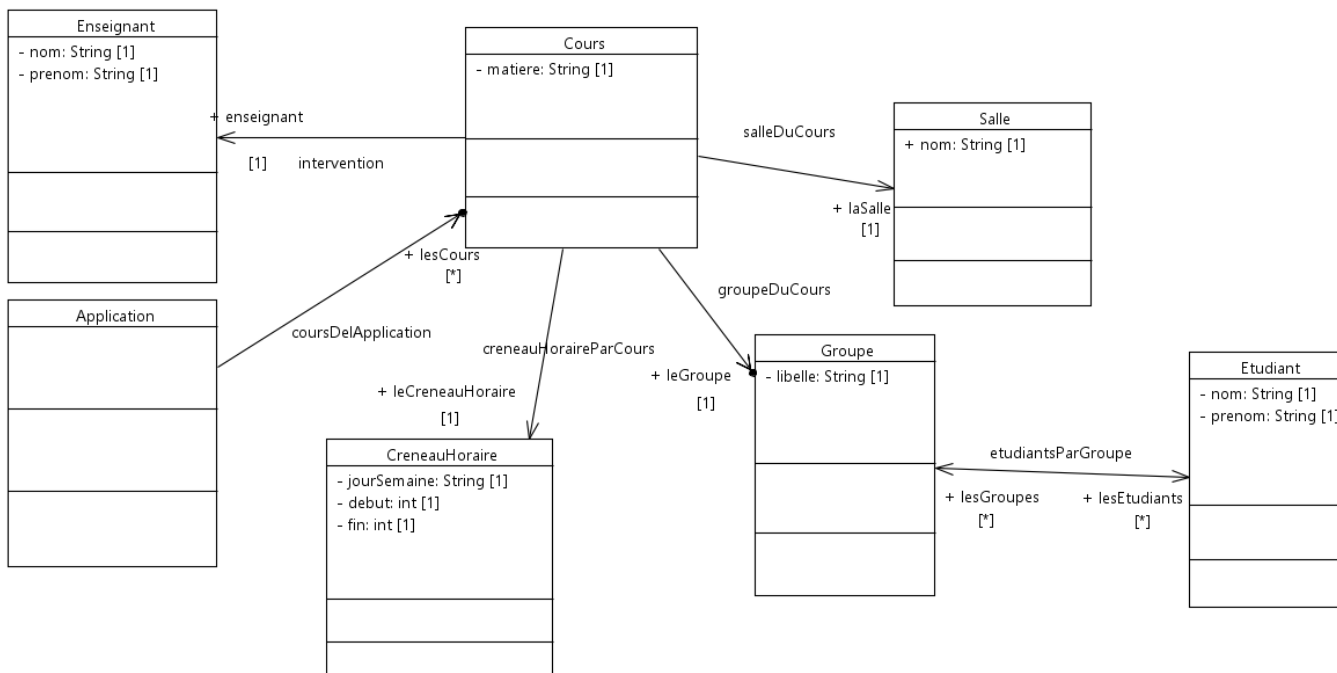 Enseignant
- nom: String [1]
- prenom: String [1]
+ enseignant
[1]
intervention
Cours
- matiere: String [1]
salleDuCours
Salle
+ nom: String [1]
+ laSalle
[1]
+ lesCours
[*]
Application
coursDelApplication
creneauHoraireParCours
groupeDuCours
+ leCreneauHoraire
[1]
+ leGroupe
[1]
CreneauHoraire
- jourSemaine: String [1]
- debut: int [1]
- fin: int [1]
Groupe
- libelle: String [1]
etudiantsParGroupe
+ lesGroupes
[*]
+ lesEtudiants
[*]
Etudiant
- nom: String [1]
- prenom: String [1]